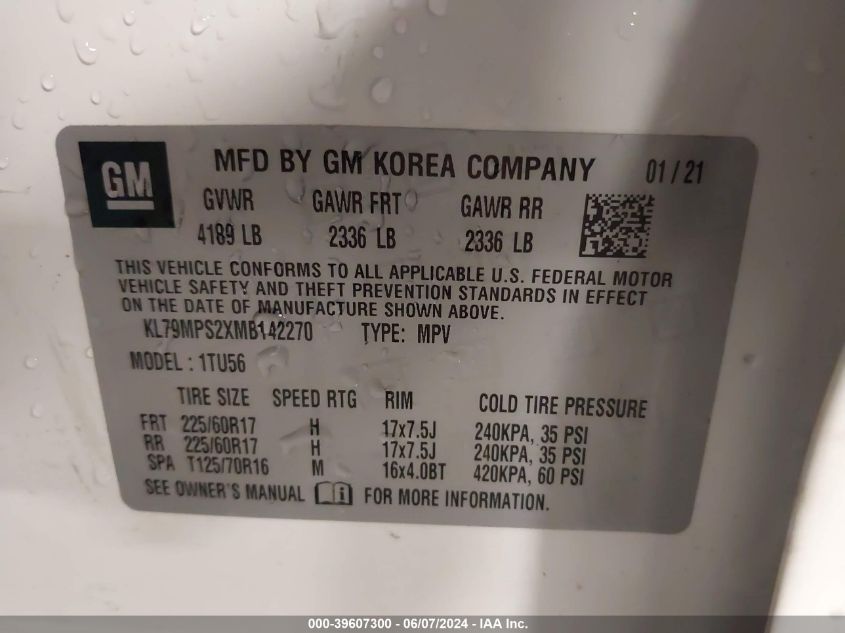 GM
MFD BY GM KOREA COMPANY 01/21
GVWR GAWR FRT GAWR RR
4189 LB 2336 LB 2336 LB
THIS VEHICLE CONFORMS TO ALL APPLICABLE U.S. FEDERAL MOTOR
VEHICLE SAFETY AND THEFT PREVENTION STANDARDS IN EFFECT
ON THE DATE OF MANUFACTURE SHOWN ABOVE.
KL79MPS2XMB142270 TYPE: MPV
MODEL : 1TU56
TIRE SIZE SPEED RTG RIM COLD TIRE PRESSURE
FRT 225/60R17 H 17x7.5J 240KPA, 35 PSI
RR 225/60R17 H 17x7.5J 240KPA, 35 PSI
SPA T125/70R16 M 16x4.0BT 420KPA, 60 PSI
SEE OWNER'S MANUAL i FOR MORE INFORMATION.
000-39607300 - 06/07/2024 - IAA Inc.